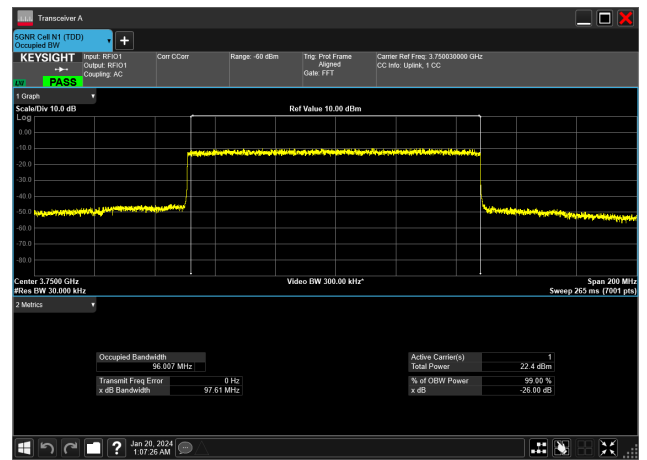 Transceiver A
5GNR Cell N1 (TDD)
Occupied BW
KEYSIGHT
LXI
PASS
Input: RFIO1
Output: RFIO1
Coupling: AC
Corr CCorr
Range: -60 dBm
Trig: Prot Frame
Aligned
Gate: FFT
Carrier Ref Freq: 3.750030000 GHz
CC Info: Uplink, 1 CC
1 Graph
Scale/Div 10.0 dB
Ref Value 10.00 dBm
Log
0.00
-10.0
-20.0
-30.0
-40.0
-50.0
-60.0
-70.0
-80.0
Center 3.7500 GHz
Video BW 300.00 kHz*
Span 200 MHz
#Res BW 30.000 kHz
Sweep 265 ms (7001 pts)
2 Metrics
Occupied Bandwidth
96.007 MHz
Active Carrier(s) 1
Total Power 22.4 dBm
Transmit Freq Error 0 Hz
x dB Bandwidth 97.61 MHz
% of OBW Power 99.00 %
x dB -26.00 dB
Jan 20, 2024
1:07:26 AM